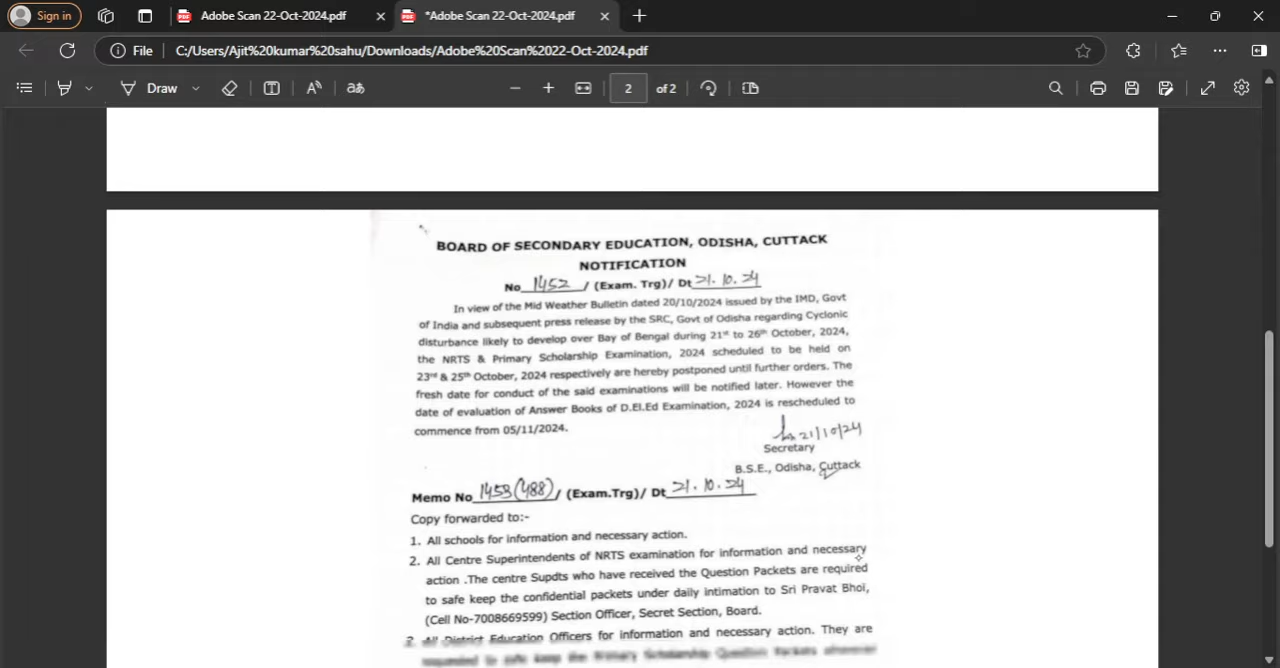 Sign in
Adobe Scan 22-Oct-2024.pdf
*Adobe Scan 22-Oct-2024.pdf
File
C:/Users/Ajit%20kumar%20sahu/Downloads/Adobe%20Scan%2022-Oct-2024.pdf
Draw
aあ
2 of 2
BOARD OF SECONDARY EDUCATION, ODISHA, CUTTACK
NOTIFICATION
No 1452 / (Exam. Trg)/ Dt 21.10.24
In view of the Mid Weather Bulletin dated 20/10/2024 issued by the IMD, Govt
of India and subsequent press release by the SRC, Govt of Odisha regarding Cyclonic
disturbance likely to develop over Bay of Bengal during 21st to 26th October, 2024,
the NRTS & Primary Scholarship Examination, 2024 scheduled to be held on
23rd & 25th October, 2024 respectively are hereby postponed until further orders. The
fresh date for conduct of the said examinations will be notified later. However the
date of evaluation of Answer Books of D.El.Ed Examination, 2024 is rescheduled to
commence from 05/11/2024.
21/10/24
Secretary
B.S.E., Odisha, Cuttack
Memo No 1453(488) / (Exam.Trg)/ Dt 21.10.24
Copy forwarded to:-
1. All schools for information and necessary action.
2. All Centre Superintendents of NRTS examination for information and necessary
action .The centre Supdts who have received the Question Packets are required
to safe keep the confidential packets under daily intimation to Sri Pravat Bhoi,
(Cell No-7008669599) Section Officer, Secret Section, Board.
All District Education Officers for information and necessary action. They are
requested to safe keep the Primary Scholarship Question Packets